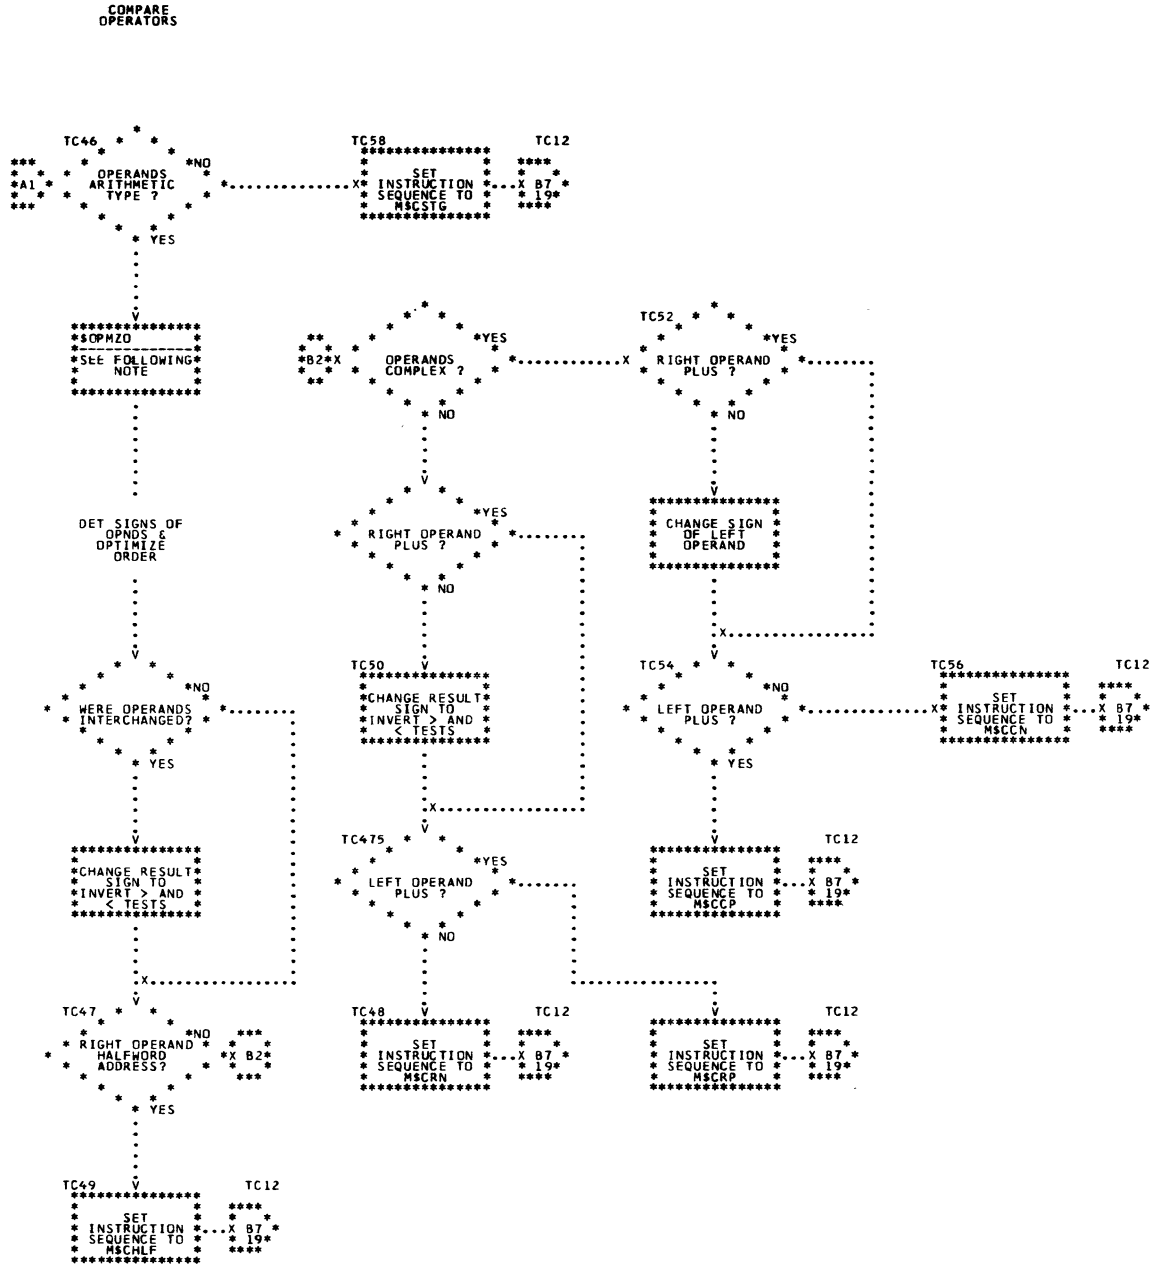 COMPARE
OPERATORS
TC46
*NO
OPERANDS
ARITHMETIC
TYPE ?
*A1 *
* YES
TC58
SET
INSTRUCTION
SEQUENCE TO
M$CSTG
TC12
X B7 *
19*
*$OPMZO *
*SEE FOLLOWING*
NOTE
DET SIGNS OF
OPNDS &
OPTIMIZE
ORDER
*NO
WERE OPERANDS
INTERCHANGED?
* YES
*CHANGE RESULT*
SIGN TO
*INVERT > AND *
< TESTS
TC47
*NO
RIGHT OPERAND
HALFWORD
ADDRESS?
*X B2*
* YES
TC49
SET
INSTRUCTION
SEQUENCE TO
M$CHLF
TC12
X B7 *
19*
*B2*X
*YES
OPERANDS
COMPLEX ?
* NO
*YES
RIGHT OPERAND
PLUS ?
* NO
TC50
*CHANGE RESULT*
SIGN TO
*INVERT > AND *
< TESTS
TC475
*YES
LEFT OPERAND
PLUS ?
* NO
TC48
SET
INSTRUCTION
SEQUENCE TO
M$CRN
TC12
X B7 *
19*
TC52
*YES
RIGHT OPERAND
PLUS ?
* NO
* CHANGE SIGN *
OF LEFT
OPERAND
TC54
*NO
LEFT OPERAND
PLUS ?
* YES
SET
INSTRUCTION
SEQUENCE TO
M$CCP
TC12
X B7 *
19*
SET
INSTRUCTION
SEQUENCE TO
M$CRP
TC12
X B7 *
19*
TC56
SET
INSTRUCTION
SEQUENCE TO
M$CCN
TC12
X B7 *
19*